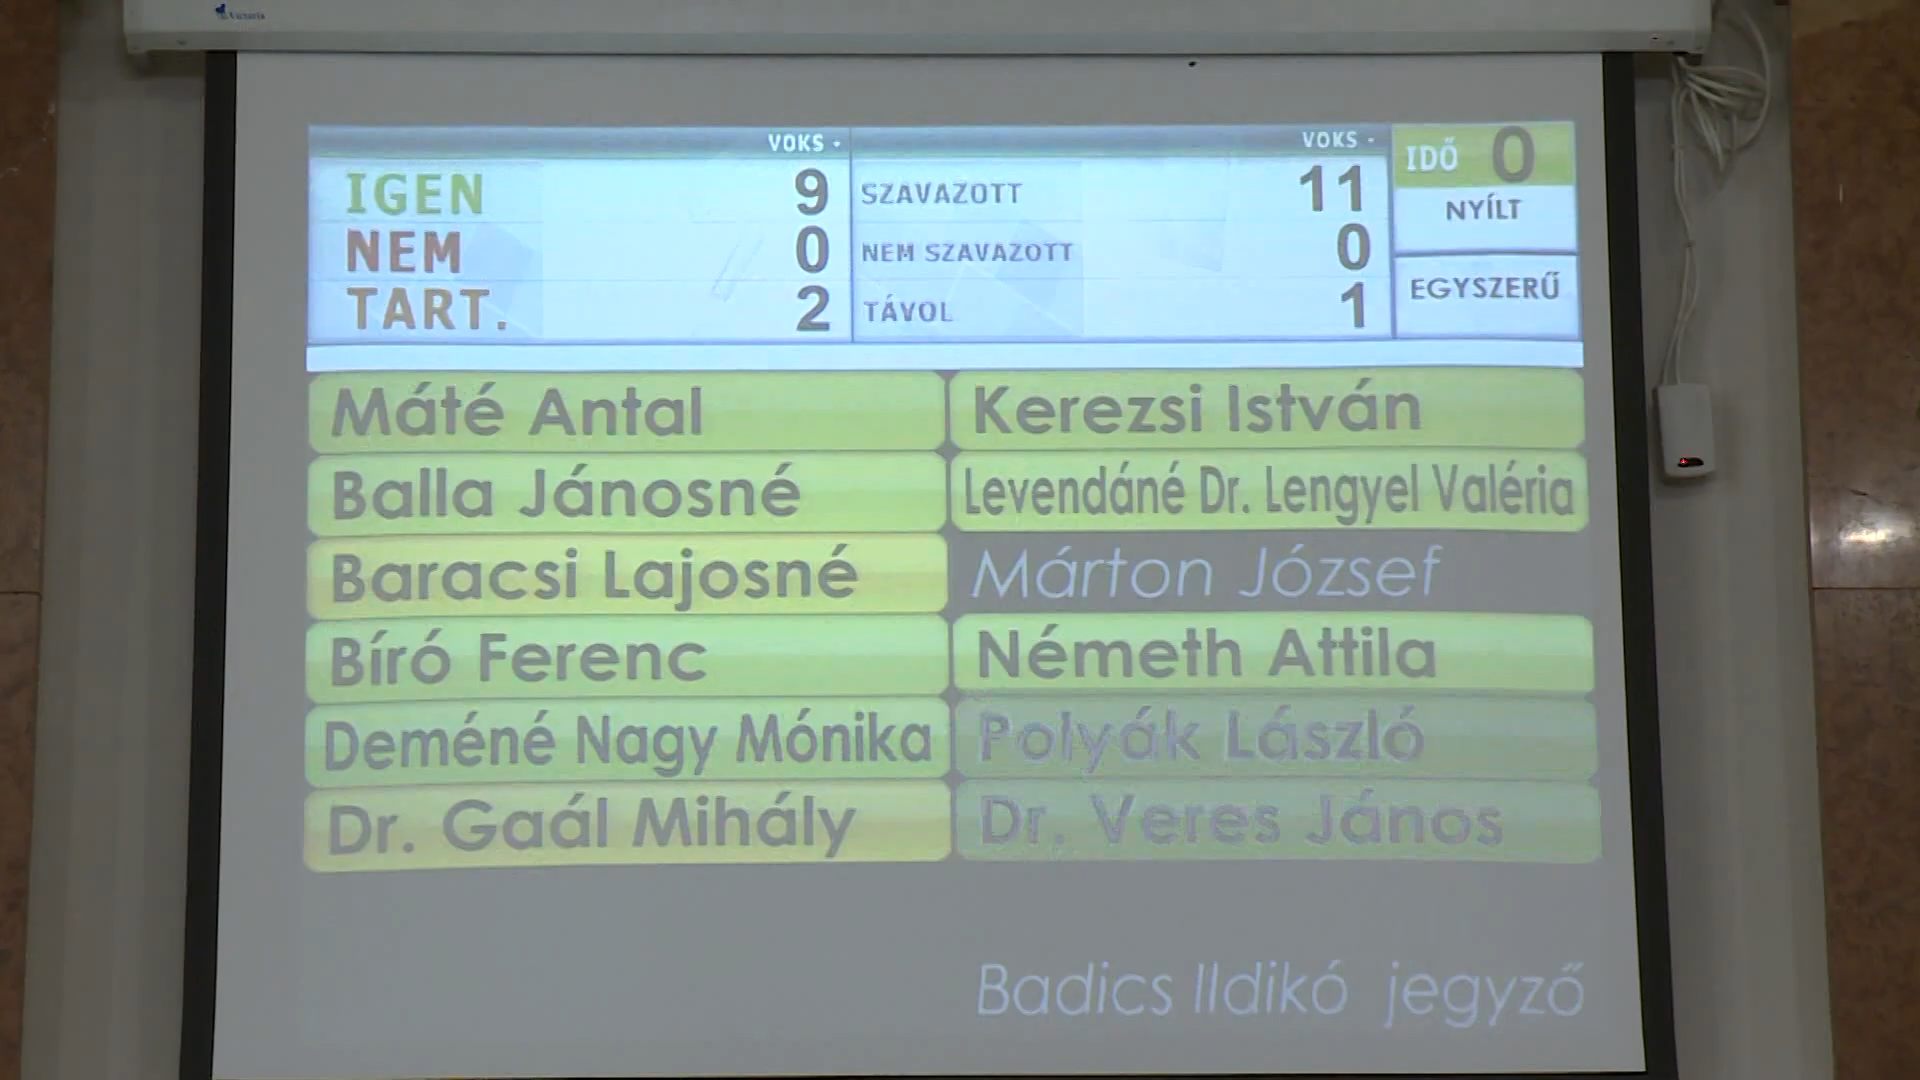 Victoria
VOKS
IGEN 9
NEM 0
TART. 2
VOKS
SZAVAZOTT 11
NEM SZAVAZOTT 0
TÁVOL 1
IDŐ 0
NYÍLT
EGYSZERŰ
Máté Antal
Balla Jánosné
Baracsi Lajosné
Bíró Ferenc
Deméné Nagy Mónika
Dr. Gaál Mihály
Kerezsi István
Levendáné Dr. Lengyel Valéria
Márton József
Németh Attila
Polyák László
Dr. Veres János
Badics Ildikó jegyző